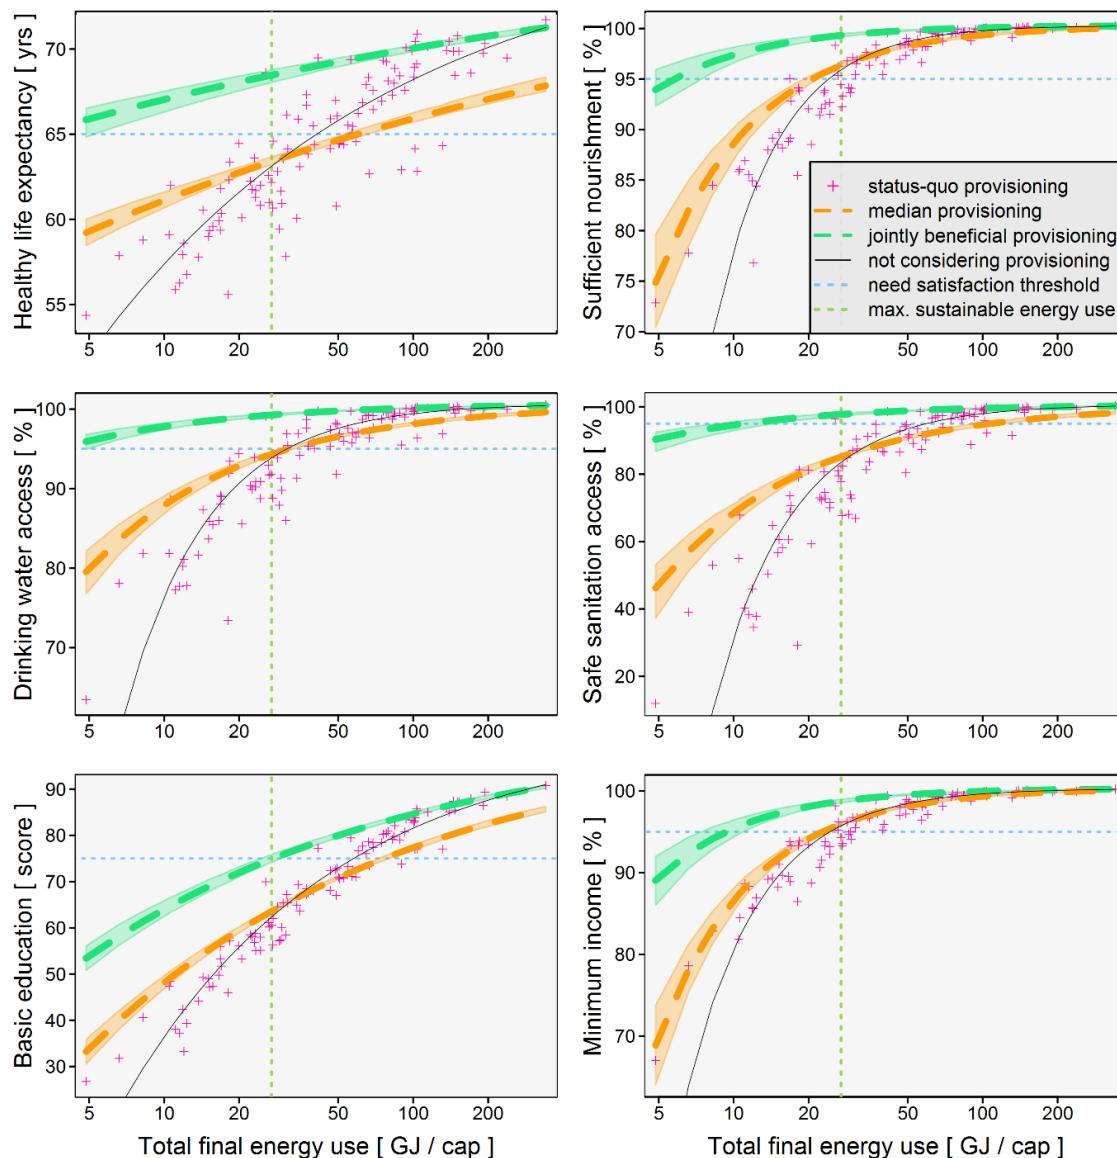 Healthy life expectancy [ yrs ]
70
65
60
55
5 10 20 50 100 200
Sufficient nourishment [ % ]
100
95
90
85
80
75
70
5 10 20 50 100 200
status-quo provisioning
median provisioning
jointly beneficial provisioning
not considering provisioning
need satisfaction threshold
max. sustainable energy use
Drinking water access [ % ]
100
90
80
70
5 10 20 50 100 200
Safe sanitation access [ % ]
100
80
60
40
20
5 10 20 50 100 200
Basic education [ score ]
90
80
70
60
50
40
30
5 10 20 50 100 200
Total final energy use [ GJ / cap ]
Minimum income [ % ]
100
90
80
70
5 10 20 50 100 200
Total final energy use [ GJ / cap ]